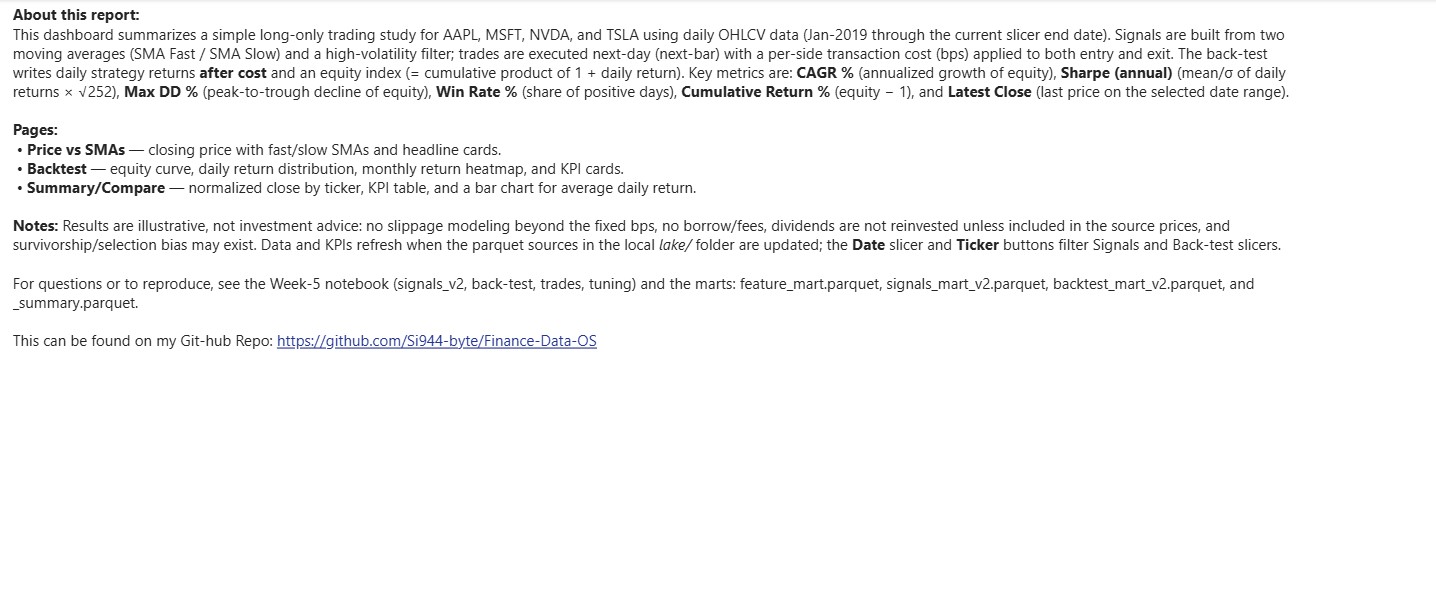 About this report:
This dashboard summarizes a simple long-only trading study for AAPL, MSFT, NVDA, and TSLA using daily OHLCV data (Jan-2019 through the current slicer end date). Signals are built from two
moving averages (SMA Fast / SMA Slow) and a high-volatility filter; trades are executed next-day (next-bar) with a per-side transaction cost (bps) applied to both entry and exit. The back-test
writes daily strategy returns after cost and an equity index (= cumulative product of 1 + daily return). Key metrics are: CAGR % (annualized growth of equity), Sharpe (annual) (mean/σ of daily
returns × √252), Max DD % (peak-to-trough decline of equity), Win Rate % (share of positive days), Cumulative Return % (equity − 1), and Latest Close (last price on the selected date range).
Pages:
• Price vs SMAs — closing price with fast/slow SMAs and headline cards.
• Backtest — equity curve, daily return distribution, monthly return heatmap, and KPI cards.
• Summary/Compare — normalized close by ticker, KPI table, and a bar chart for average daily return.
Notes: Results are illustrative, not investment advice: no slippage modeling beyond the fixed bps, no borrow/fees, dividends are not reinvested unless included in the source prices, and
survivorship/selection bias may exist. Data and KPIs refresh when the parquet sources in the local lake/ folder are updated; the Date slicer and Ticker buttons filter Signals and Back-test slicers.
For questions or to reproduce, see the Week-5 notebook (signals_v2, back-test, trades, tuning) and the marts: feature_mart.parquet, signals_mart_v2.parquet, backtest_mart_v2.parquet, and
_summary.parquet.
This can be found on my Git-hub Repo: https://github.com/Si944-byte/Finance-Data-OS